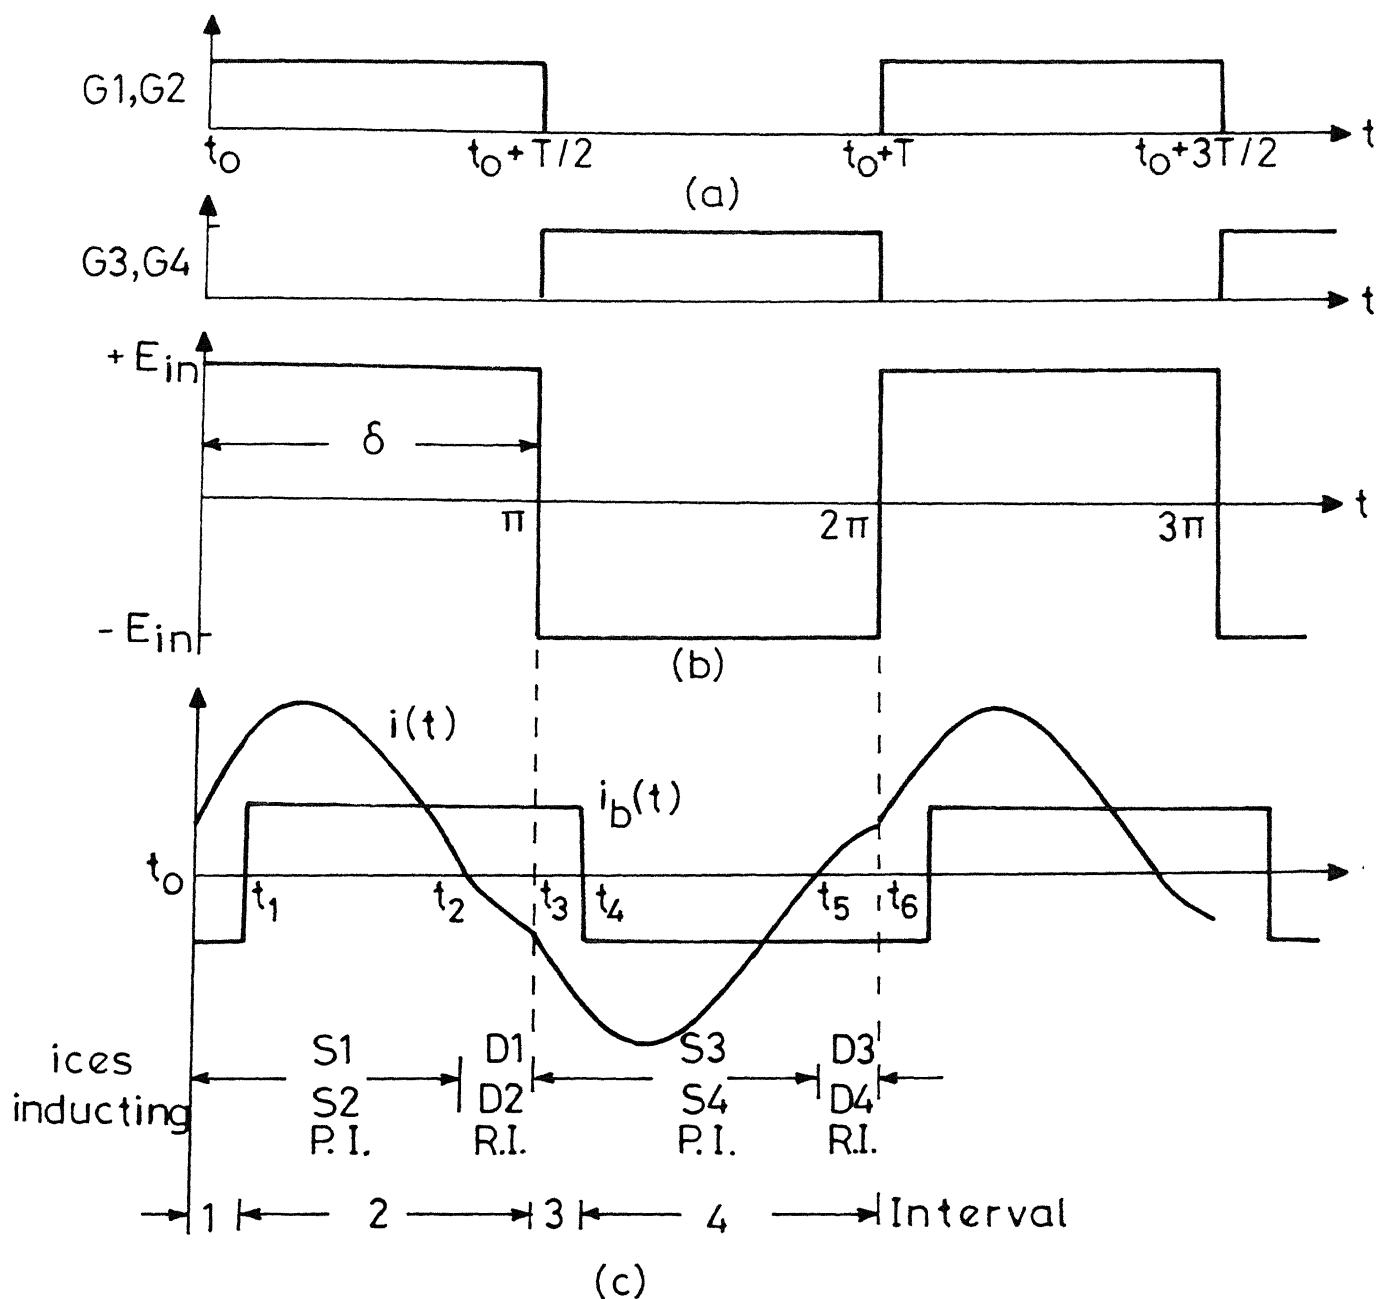 G1,G2
t
t₀ t₀+T/2 t₀+T t₀+3T/2
(a)
G3,G4
t
+Eᵢₙ
δ
π 2π 3π t
-Eᵢₙ
(b)
i(t)
i_b(t)
t₀
t₁ t₂ t₃ t₄ t₅ t₆
ices S1 D1 S3 D3
inducting S2 D2 S4 D4
P.I. R.I. P.I. R.I.
1 2 3 4 Interval
(c)